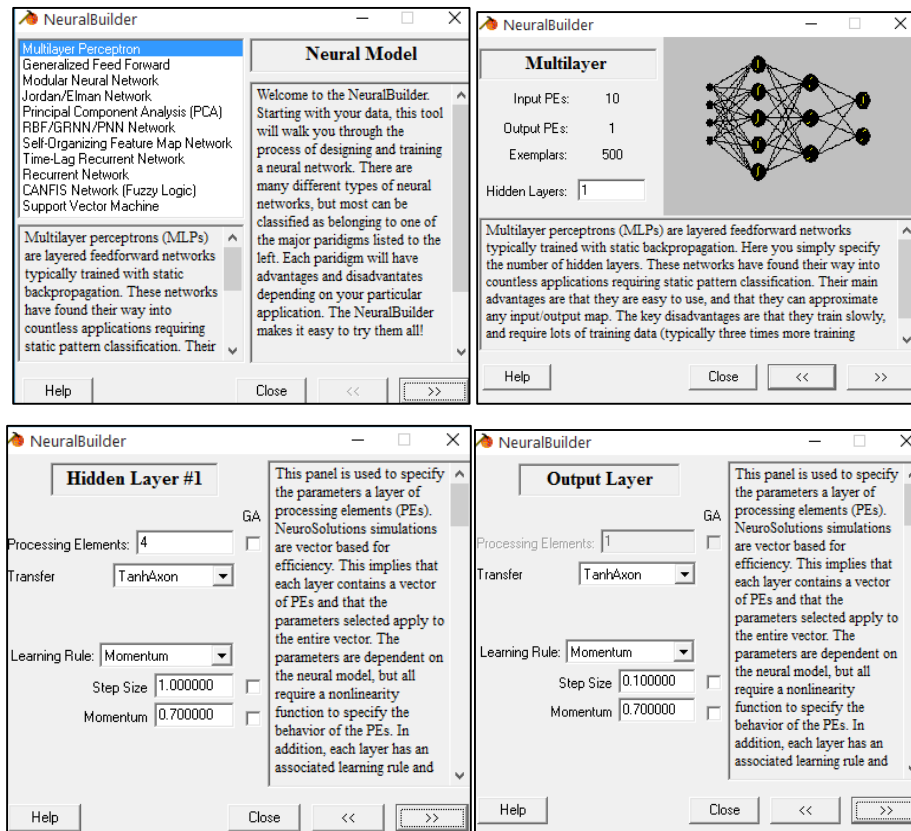 NeuralBuilder
Multilayer Perceptron
Generalized Feed Forward
Modular Neural Network
Jordan/Elman Network
Principal Component Analysis (PCA)
RBF/GRNN/PNN Network
Self-Organizing Feature Map Network
Time-Lag Recurrent Network
Recurrent Network
CANFIS Network (Fuzzy Logic)
Support Vector Machine
Multilayer perceptrons (MLPs)
are layered feedforward networks
typically trained with static
backpropagation. These networks
have found their way into
countless applications requiring
static pattern classification. Their
Neural Model
Welcome to the NeuralBuilder.
Starting with your data, this tool
will walk you through the
process of designing and training
a neural network. There are
many different types of neural
networks, but most can be
classified as belonging to one of
the major paridigms listed to the
left. Each paridigm will have
advantages and disadvantates
depending on your particular
application. The NeuralBuilder
makes it easy to try them all!
Help Close << >>
NeuralBuilder
Multilayer
Input PEs: 10
Output PEs: 1
Exemplars: 500
Hidden Layers: 1
Multilayer perceptrons (MLPs) are layered feedforward networks
typically trained with static backpropagation. Here you simply specify
the number of hidden layers. These networks have found their way into
countless applications requiring static pattern classification. Their main
advantages are that they are easy to use, and that they can approximate
any input/output map. The key disadvantages are that they train slowly,
and require lots of training data (typically three times more training
Help Close << >>
NeuralBuilder
Hidden Layer #1
GA
Processing Elements: 4
Transfer TanhAxon
Learning Rule: Momentum
Step Size 1.000000
Momentum 0.700000
This panel is used to specify
the parameters a layer of
processing elements (PEs).
NeuroSolutions simulations
are vector based for
efficiency. This implies that
each layer contains a vector
of PEs and that the
parameters selected apply to
the entire vector. The
parameters are dependent on
the neural model, but all
require a nonlinearity
function to specify the
behavior of the PEs. In
addition, each layer has an
associated learning rule and
Help Close << >>
NeuralBuilder
Output Layer
GA
Processing Elements: 1
Transfer TanhAxon
Learning Rule: Momentum
Step Size 0.100000
Momentum 0.700000
This panel is used to specify
the parameters a layer of
processing elements (PEs).
NeuroSolutions simulations
are vector based for
efficiency. This implies that
each layer contains a vector
of PEs and that the
parameters selected apply to
the entire vector. The
parameters are dependent on
the neural model, but all
require a nonlinearity
function to specify the
behavior of the PEs. In
addition, each layer has an
associated learning rule and
Help Close << >>